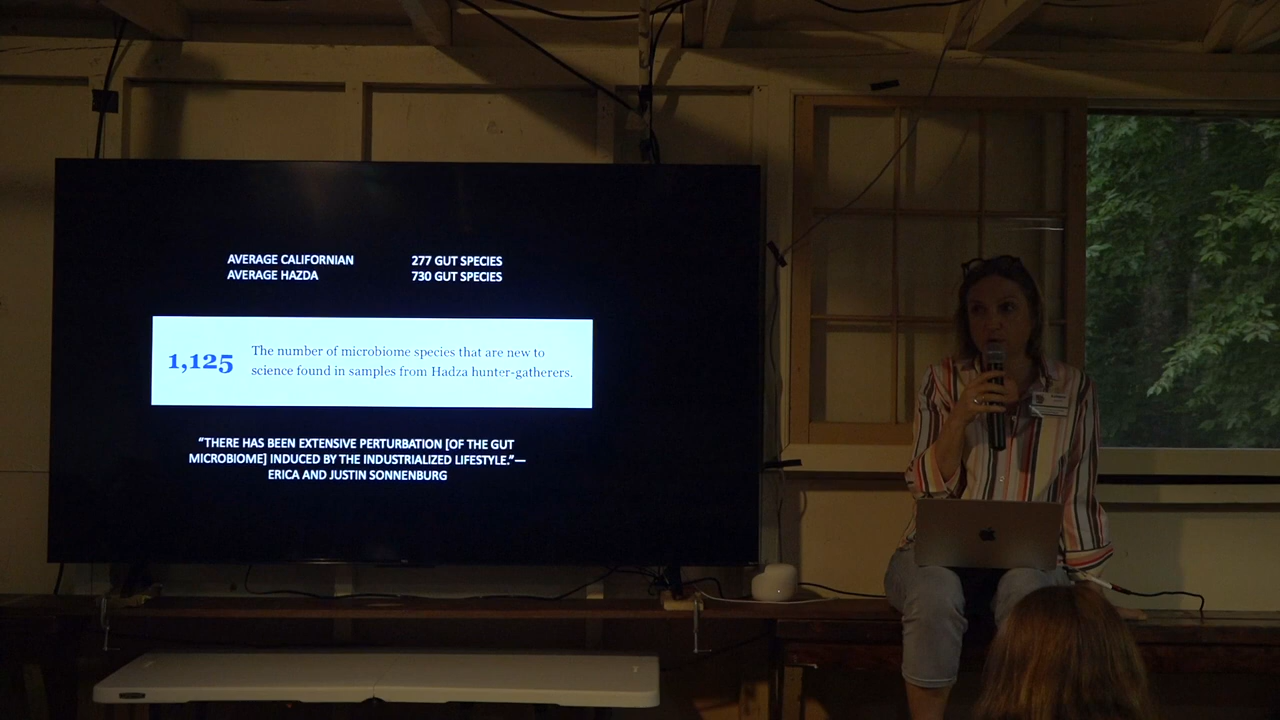 AVERAGE CALIFORNIAN 277 GUT SPECIES
AVERAGE HAZDA 730 GUT SPECIES
1,125 The number of microbiome species that are new to
science found in samples from Hadza hunter-gatherers.
“THERE HAS BEEN EXTENSIVE PERTURBATION [OF THE GUT
MICROBIOME] INDUCED BY THE INDUSTRIALIZED LIFESTYLE.”—
ERICA AND JUSTIN SONNENBURG